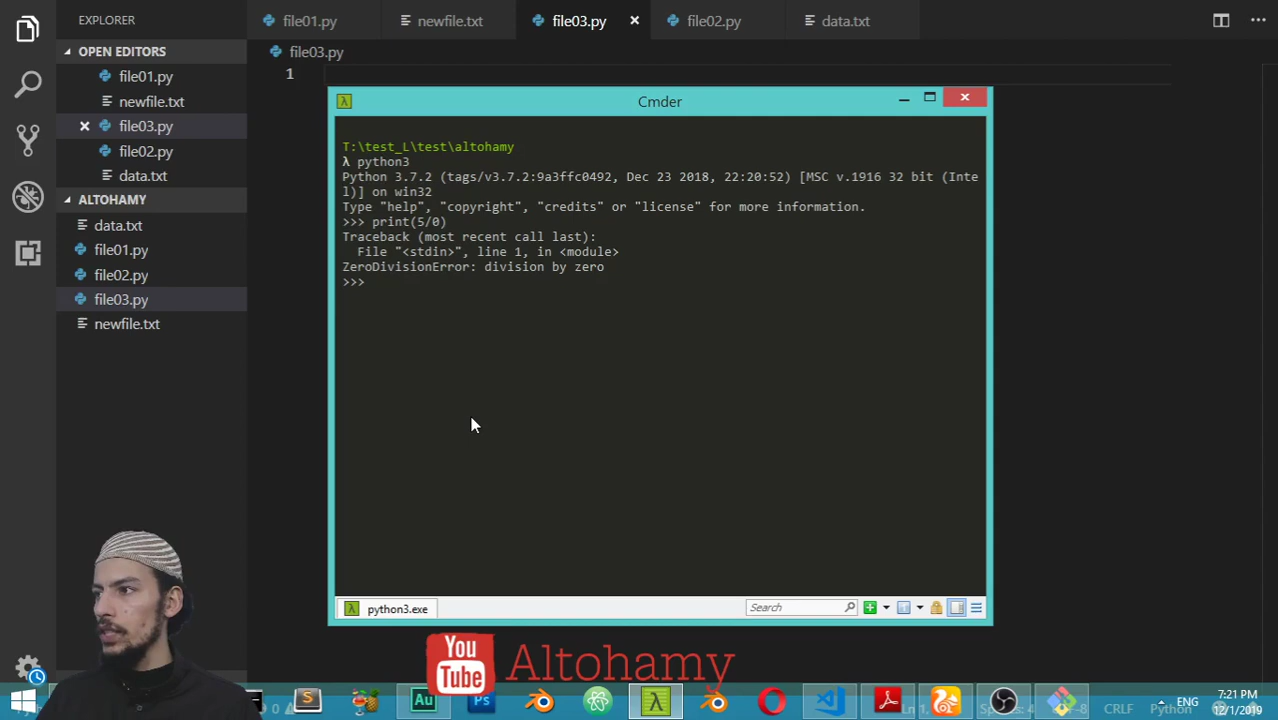 file01.py
newfile.txt
file03.py
file02.py
data.txt
EXPLORER
OPEN EDITORS
file01.py
newfile.txt
file03.py
file02.py
data.txt
ALTOHAMY
data.txt
file01.py
file02.py
file03.py
newfile.txt
file03.py
1
Cmder
T:\test_L\test\altohamy
λ python3
Python 3.7.2 (tags/v3.7.2:9a3ffc0492, Dec 23 2018, 22:20:52) [MSC v.1916 32 bit (Inte
l)] on win32
Type "help", "copyright", "credits" or "license" for more information.
>>> print(5/0)
Traceback (most recent call last):
  File "<stdin>", line 1, in <module>
ZeroDivisionError: division by zero
>>>
python3.exe
Search
You
Tube
Altohamy
Au
Ps
ENG
7:21 PM
12/1/2019
CRLF
Python